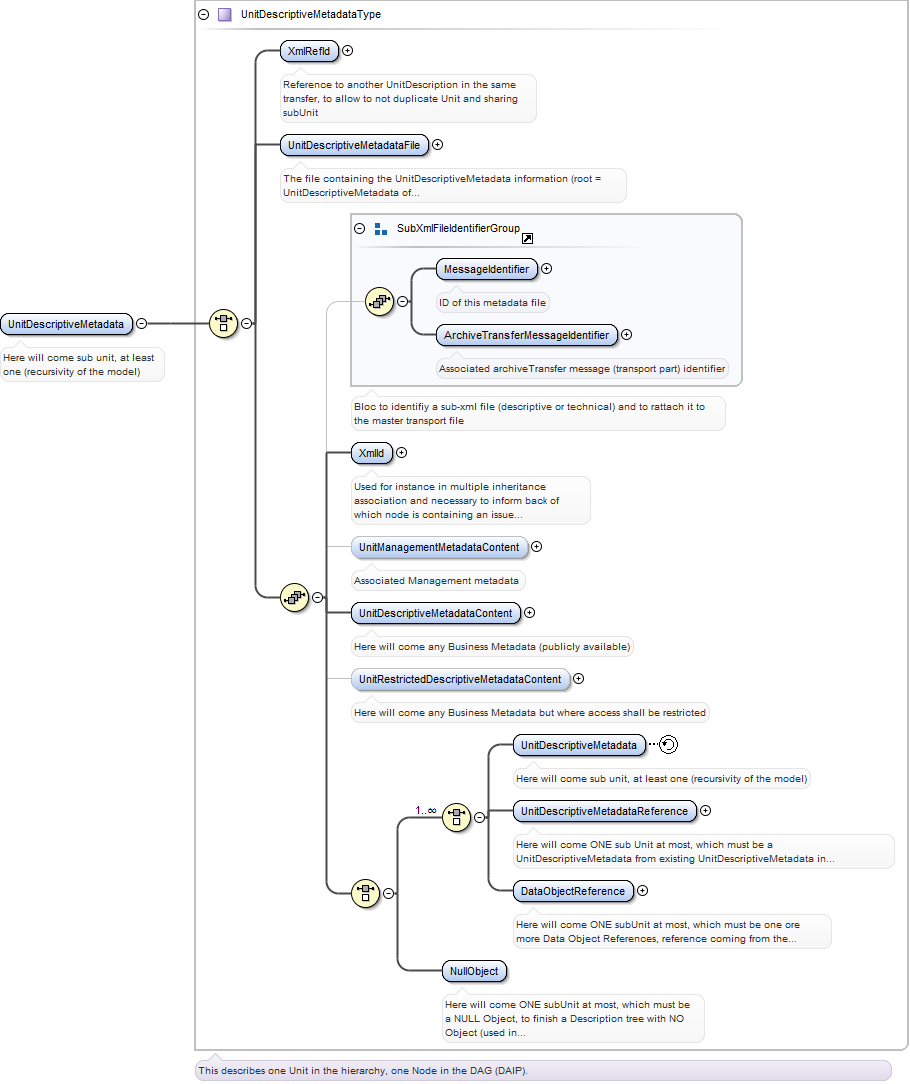 UnitDescriptiveMetadataType
XmlRefId
Reference to another UnitDescription in the same
transfer, to allow to not duplicate Unit and sharing
subUnit
UnitDescriptiveMetadataFile
The file containing the UnitDescriptiveMetadata information (root =
UnitDescriptiveMetadata of...
SubXmlFileIdentifierGroup
MessageIdentifier
ID of this metadata file
ArchiveTransferMessageIdentifier
Associated archiveTransfer message (transport part) identifier
Bloc to identifiy a sub-xml file (descriptive or technical) and to rattach it to
the master transport file
UnitDescriptiveMetadata
Here will come sub unit, at least
one (recursivity of the model)
XmlId
Used for instance in multiple inheritance
association and necessary to inform back of
which node is containing an issue...
UnitManagementMetadataContent
Associated Management metadata
UnitDescriptiveMetadataContent
Here will come any Business Metadata (publicly available)
UnitRestrictedDescriptiveMetadataContent
Here will come any Business Metadata but where access shall be restricted
UnitDescriptiveMetadata
Here will come sub unit, at least one (recursivity of the model)
1..∞
UnitDescriptiveMetadataReference
Here will come ONE sub Unit at most, which must be a
UnitDescriptiveMetadata from existing UnitDescriptiveMetadata in...
DataObjectReference
Here will come ONE subUnit at most, which must be one ore
more Data Object References, reference coming from the...
NullObject
Here will come ONE subUnit at most, which must be
a NULL Object, to finish a Description tree with NO
Object (used in...
This describes one Unit in the hierarchy, one Node in the DAG (DAIP).